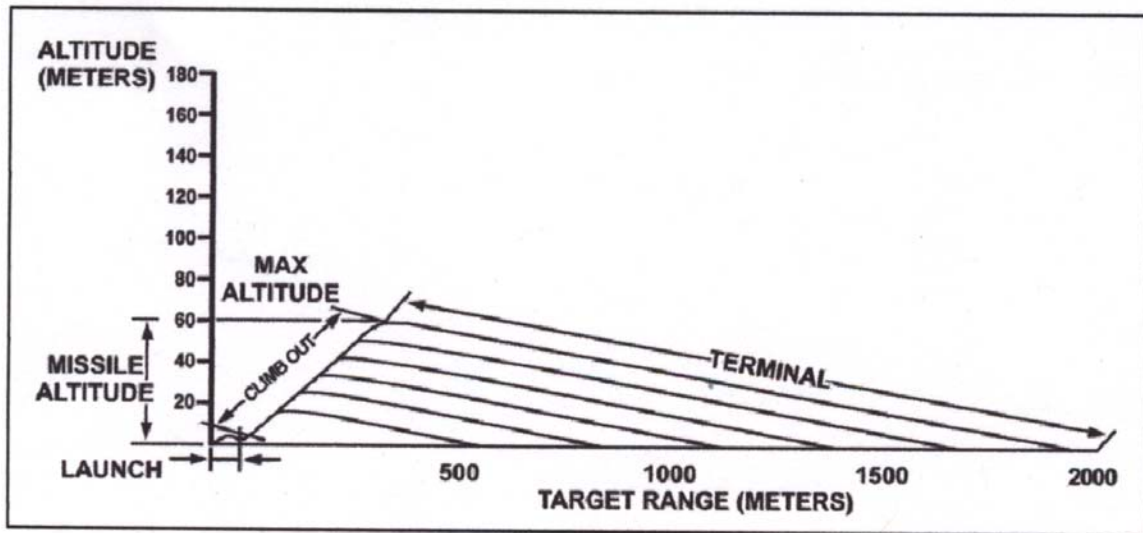 ALTITUDE
(METERS)
180
160
140
120
100
80
60
40
20
MAX
ALTITUDE
CLIMB OUT
MISSILE
ALTITUDE
TERMINAL
LAUNCH
500
1000
1500
2000
TARGET RANGE (METERS)